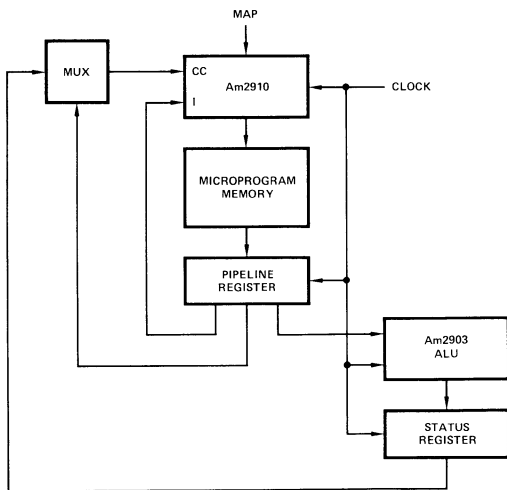 MAP
MUX
CC
Am2910
I
CLOCK
MICROPROGRAM
MEMORY
PIPELINE
REGISTER
Am2903
ALU
STATUS
REGISTER